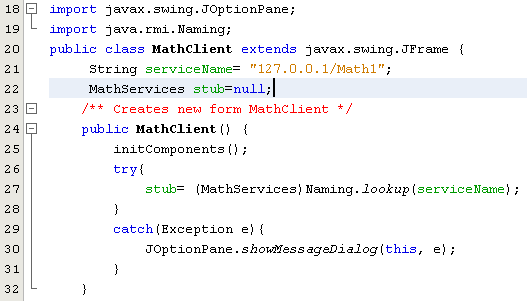 18 import javax.swing.JOptionPane;
19 import java.rmi.Naming;
20 public class MathClient extends javax.swing.JFrame {
21 String serviceName= "127.0.0.1/Math1";
22 MathServices stub=null;
23 /** Creates new form MathClient */
24 public MathClient() {
25 initComponents();
26 try{
27 stub= (MathServices)Naming.lookup(serviceName);
28 }
29 catch(Exception e){
30 JOptionPane.showMessageDialog(this, e);
31 }
32 }